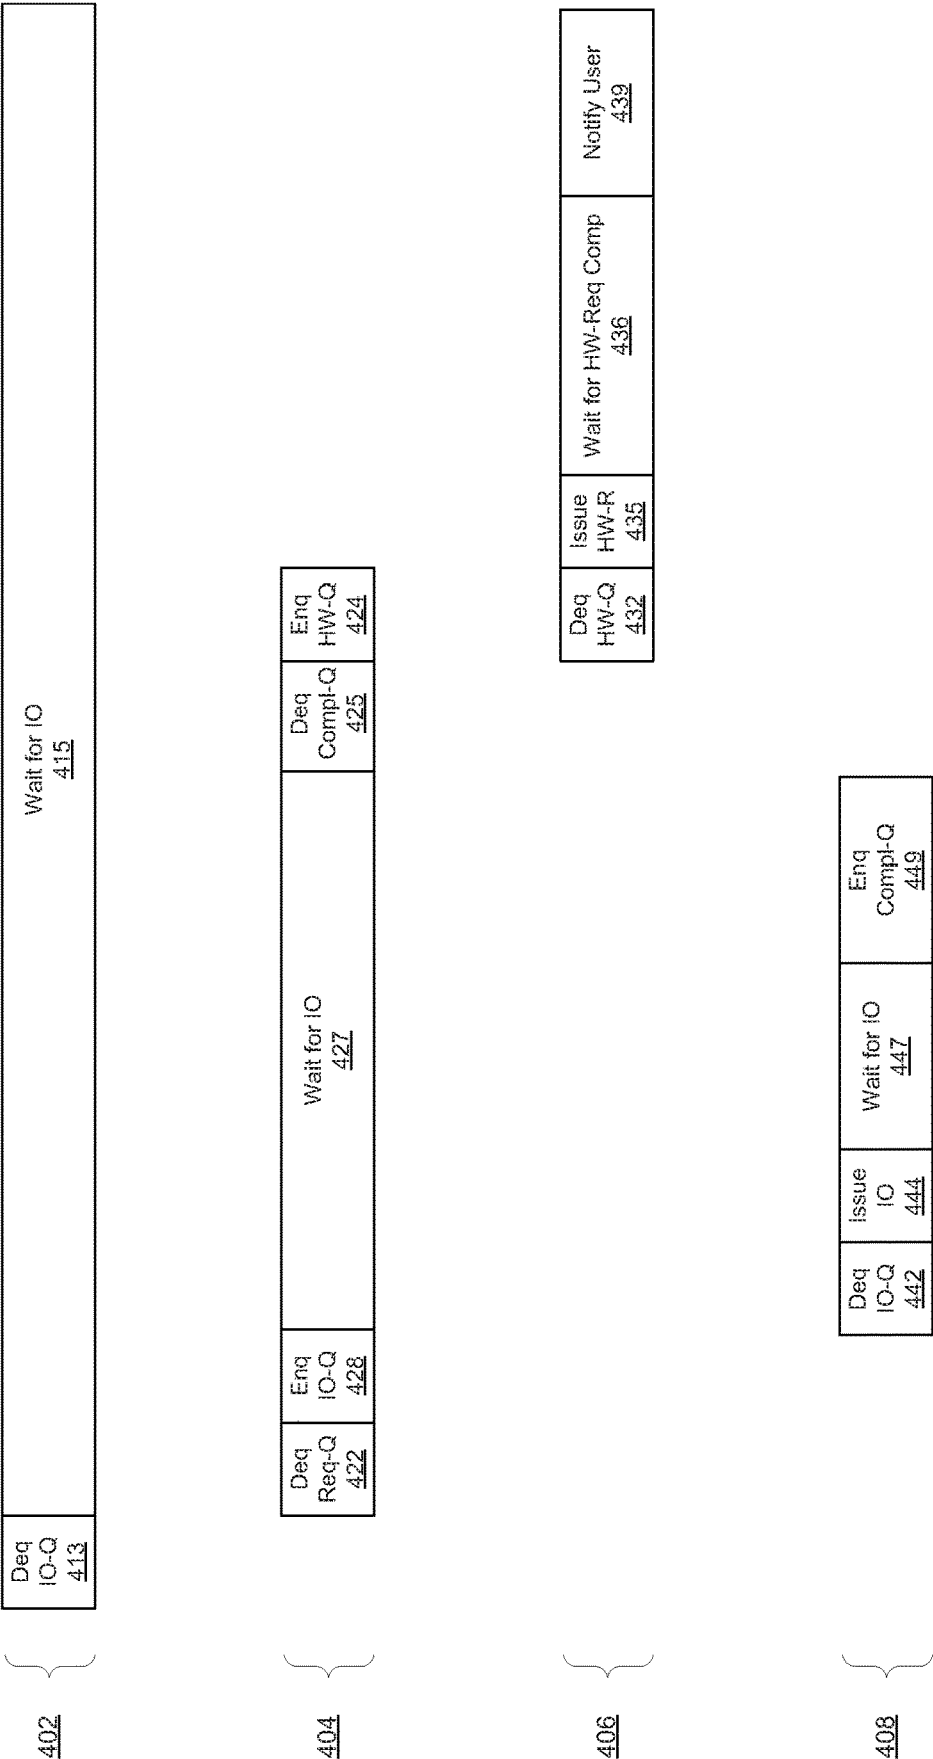 402
Deq
IO-Q
413
Wait for IO
415
404
Deq
Req-Q
422
Enq
IO-Q
428
Wait for IO
427
Deq
Compl-Q
425
Enq
HW-Q
424
406
Deq
HW-Q
432
Issue
HW-R
435
Wait for HW-Req Comp
436
Notify User
439
408
Deq
IO-Q
442
Issue
IO
444
Wait for IO
447
Enq
Compl-Q
449